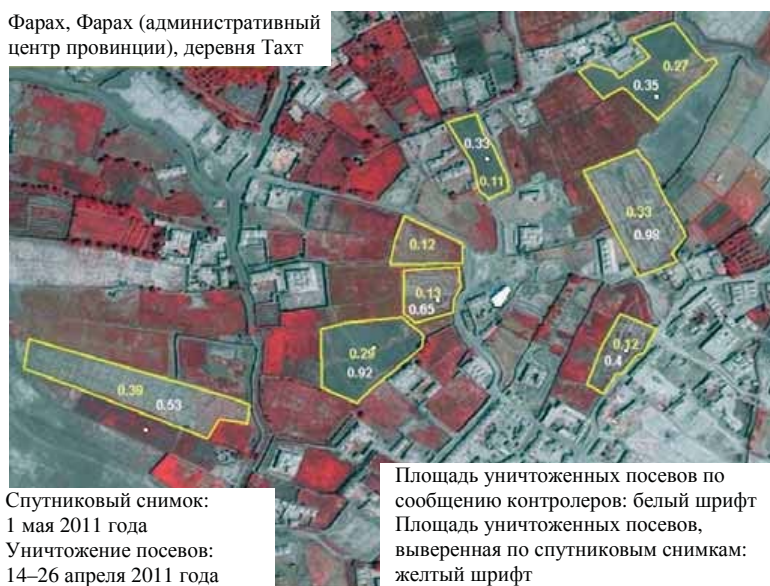 Фарах, Фарах (административный
центр провинции), деревня Тахт
0.27
0.35
0.33
0.11
0.33
0.98
0.12
0.13
0.65
0.29
0.92
0.12
0.4
0.39
0.53
Спутниковый снимок:
1 мая 2011 года
Уничтожение посевов:
14–26 апреля 2011 года
Площадь уничтоженных посевов по
сообщению контролеров: белый шрифт
Площадь уничтоженных посевов,
выверенная по спутниковым снимкам:
желтый шрифт